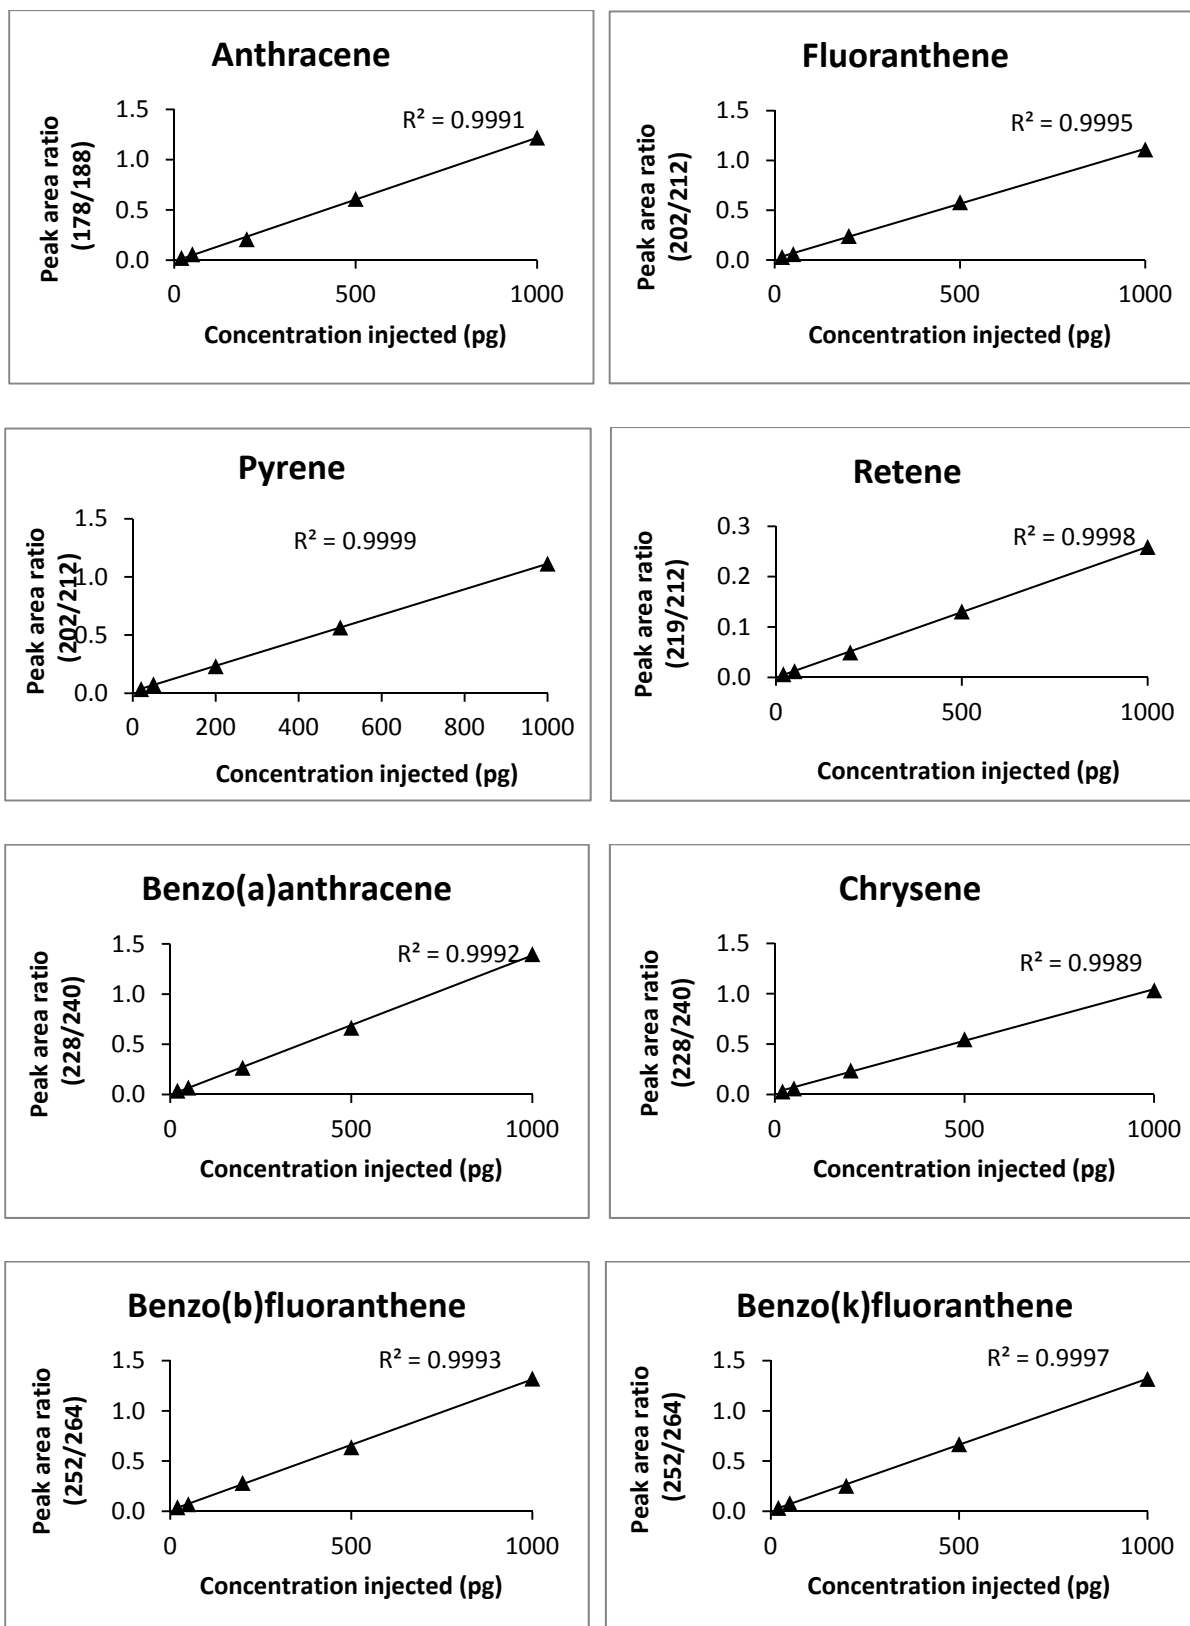 Anthracene
Peak area ratio
(178/188)
1.5
1.0
0.5
0.0
R² = 0.9991
0 500 1000
Concentration injected (pg)
Fluoranthene
Peak area ratio
(202/212)
1.5
1.0
0.5
0.0
R² = 0.9995
0 500 1000
Concentration injected (pg)
Pyrene
Peak area ratio
(202/212)
1.5
1.0
0.5
0.0
R² = 0.9999
0 200 400 600 800 1000
Concentration injected (pg)
Retene
Peak area ratio
(219/212)
0.3
0.2
0.1
0.0
R² = 0.9998
0 500 1000
Concentration injected (pg)
Benzo(a)anthracene
Peak area ratio
(228/240)
1.5
1.0
0.5
0.0
R² = 0.9992
0 500 1000
Concentration injected (pg)
Chrysene
Peak area ratio
(228/240)
1.5
1.0
0.5
0.0
R² = 0.9989
0 500 1000
Concentration injected (pg)
Benzo(b)fluoranthene
Peak area ratio
(252/264)
1.5
1.0
0.5
0.0
R² = 0.9993
0 500 1000
Concentration injected (pg)
Benzo(k)fluoranthene
Peak area ratio
(252/264)
1.5
1.0
0.5
0.0
R² = 0.9997
0 500 1000
Concentration injected (pg)